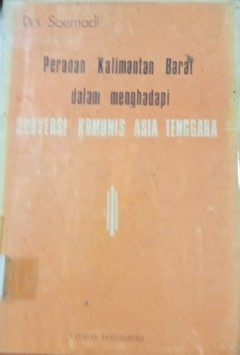 Drs. Soemadi
Peranan Kalimantan Barat
dalam menghadapi
SUBVERSI KOMUNIS ASIA TENGGARA